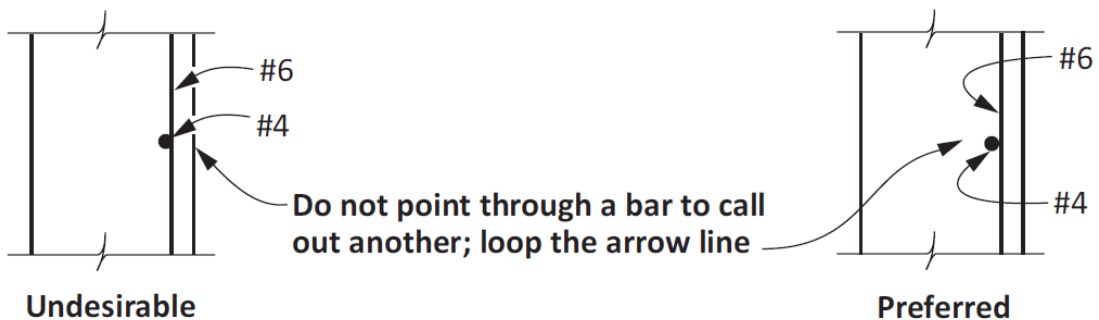 #6
#4
Do not point through a bar to call
out another; loop the arrow line
Undesirable
#6
#4
Preferred